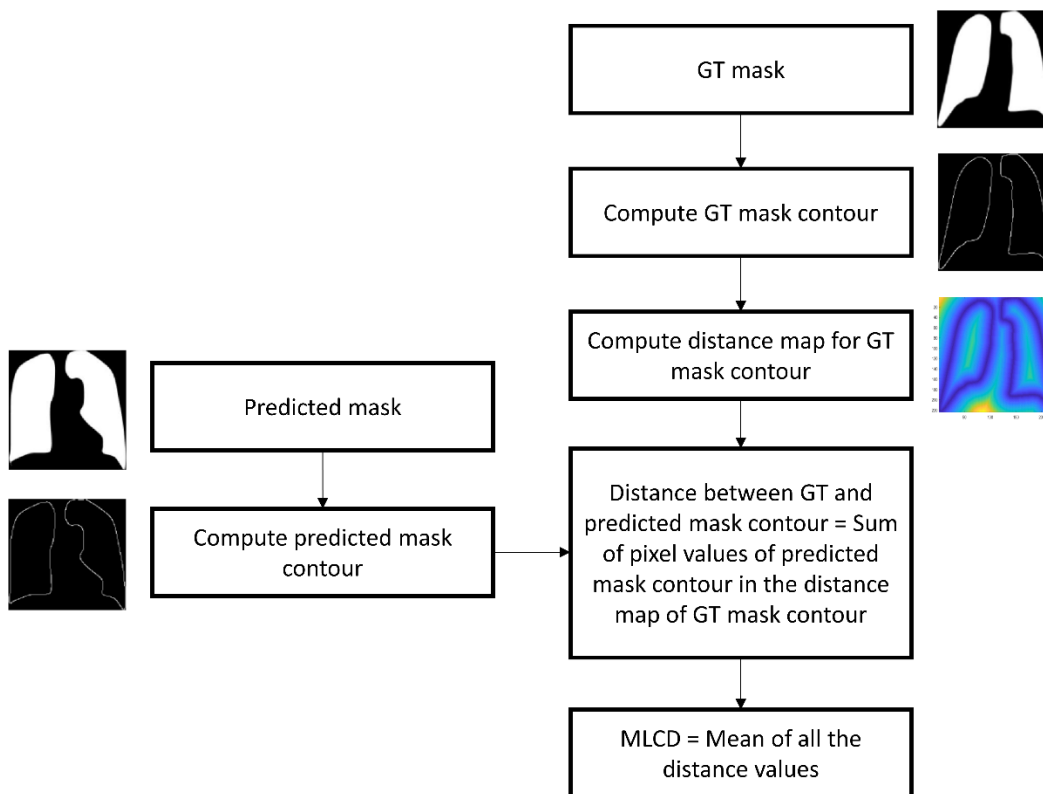 GT mask
Compute GT mask contour
Compute distance map for GT
mask contour
Predicted mask
Compute predicted mask
contour
Distance between GT and
predicted mask contour = Sum
of pixel values of predicted
mask contour in the distance
map of GT mask contour
MLCD = Mean of all the
distance values